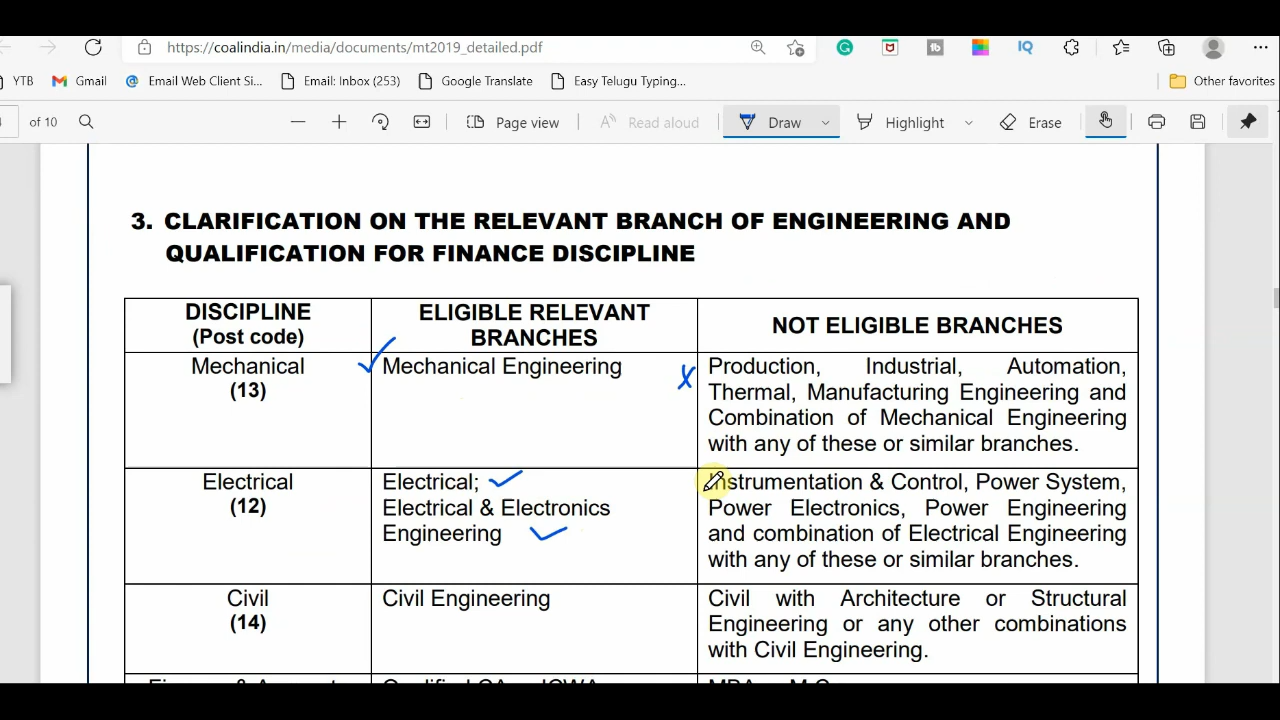 https://coalindia.in/media/documents/mt2019_detailed.pdf
YTB Gmail Email Web Client Si... Email: Inbox (253) Google Translate Easy Telugu Typing... Other favorites
of 10 Page view Read aloud Draw Highlight Erase
3. CLARIFICATION ON THE RELEVANT BRANCH OF ENGINEERING AND
QUALIFICATION FOR FINANCE DISCIPLINE
DISCIPLINE
(Post code)
ELIGIBLE RELEVANT
BRANCHES
NOT ELIGIBLE BRANCHES
Mechanical
(13)
Mechanical Engineering
Production, Industrial, Automation,
Thermal, Manufacturing Engineering and
Combination of Mechanical Engineering
with any of these or similar branches.
Electrical
(12)
Electrical;
Electrical & Electronics
Engineering
Instrumentation & Control, Power System,
Power Electronics, Power Engineering
and combination of Electrical Engineering
with any of these or similar branches.
Civil
(14)
Civil Engineering
Civil with Architecture or Structural
Engineering or any other combinations
with Civil Engineering.